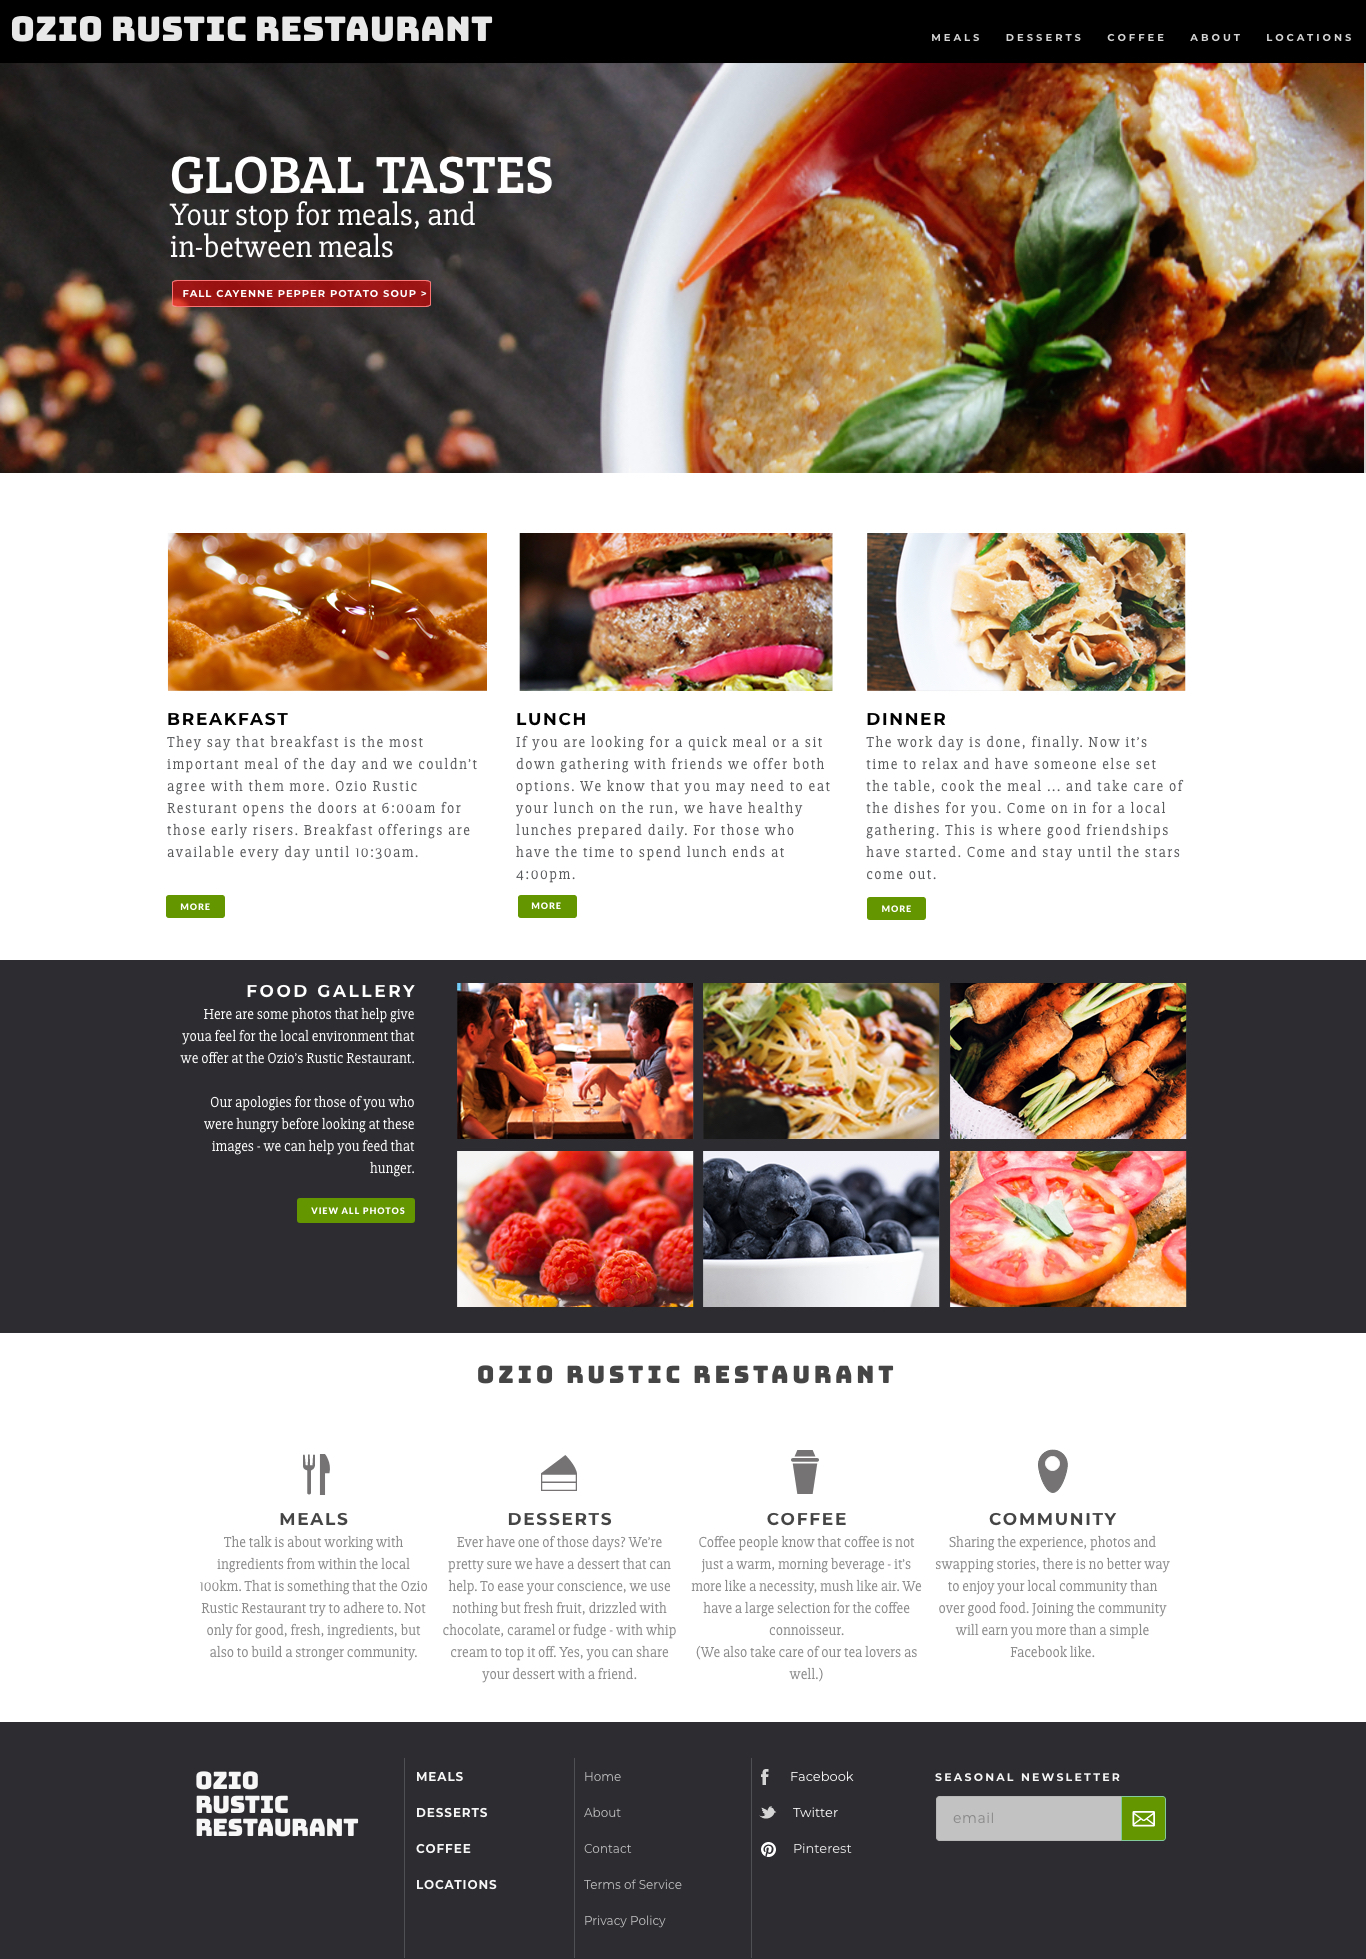 OZIO RUSTIC RESTAURANT
MEALS DESSERTS COFFEE ABOUT LOCATIONS
GLOBAL TASTES
Your stop for meals, and
in-between meals
FALL CAYENNE PEPPER POTATO SOUP >
BREAKFAST
They say that breakfast is the most
important meal of the day and we couldn't
agree with them more. Ozio Rustic
Resturant opens the doors at 6:00am for
those early risers. Breakfast offerings are
available every day until 10:30am.
MORE
LUNCH
If you are looking for a quick meal or a sit
down gathering with friends we offer both
options. We know that you may need to eat
your lunch on the run, we have healthy
lunches prepared daily. For those who
have the time to spend lunch ends at
4:00pm.
MORE
DINNER
The work day is done, finally. Now it's
time to relax and have someone else set
the table, cook the meal ... and take care of
the dishes for you. Come on in for a local
gathering. This is where good friendships
have started. Come and stay until the stars
come out.
MORE
FOOD GALLERY
Here are some photos that help give
youa feel for the local environment that
we offer at the Ozio's Rustic Restaurant.
Our apologies for those of you who
were hungry before looking at these
images - we can help you feed that
hunger.
VIEW ALL PHOTOS
OZIO RUSTIC RESTAURANT
MEALS
The talk is about working with
ingredients from within the local
100km. That is something that the Ozio
Rustic Restaurant try to adhere to. Not
only for good, fresh, ingredients, but
also to build a stronger community.
DESSERTS
Ever have one of those days? We're
pretty sure we have a dessert that can
help. To ease your conscience, we use
nothing but fresh fruit, drizzled with
chocolate, caramel or fudge - with whip
cream to top it off. Yes, you can share
your dessert with a friend.
COFFEE
Coffee people know that coffee is not
just a warm, morning beverage - it's
more like a necessity, mush like air. We
have a large selection for the coffee
connoisseur.
(We also take care of our tea lovers as
well.)
COMMUNITY
Sharing the experience, photos and
swapping stories, there is no better way
to enjoy your local community than
over good food. Joining the community
will earn you more than a simple
Facebook like.
OZIO
RUSTIC
RESTAURANT
MEALS
DESSERTS
COFFEE
LOCATIONS
Home
About
Contact
Terms of Service
Privacy Policy
Facebook
Twitter
Pinterest
SEASONAL NEWSLETTER
email